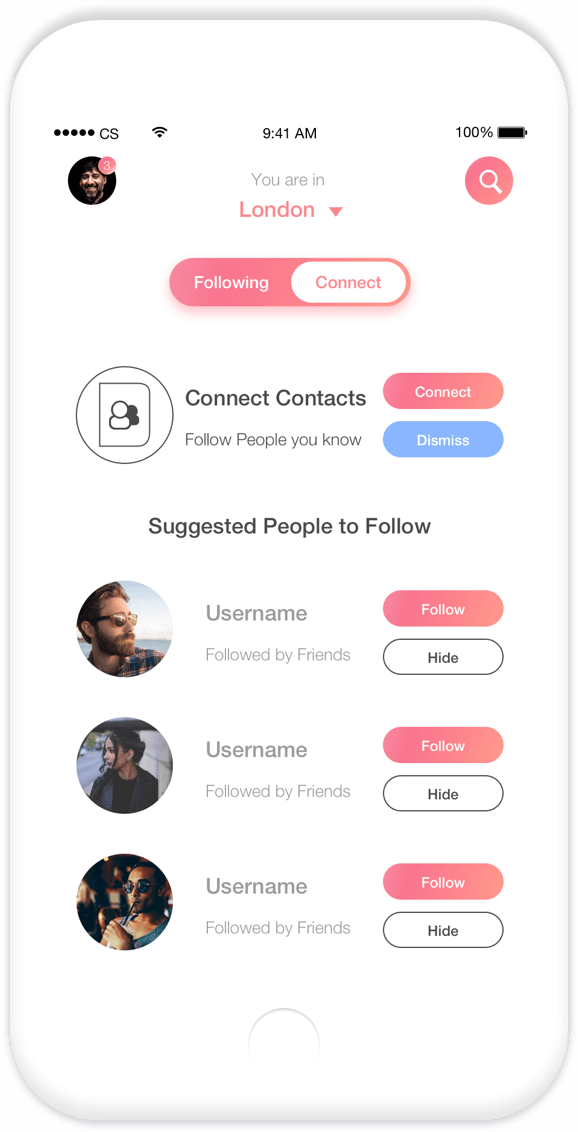 CS 9:41 AM 100%
3
You are in
London
Following Connect
Connect Contacts
Follow People you know
Connect
Dismiss
Suggested People to Follow
Username
Followed by Friends
Follow
Hide
Username
Followed by Friends
Follow
Hide
Username
Followed by Friends
Follow
Hide